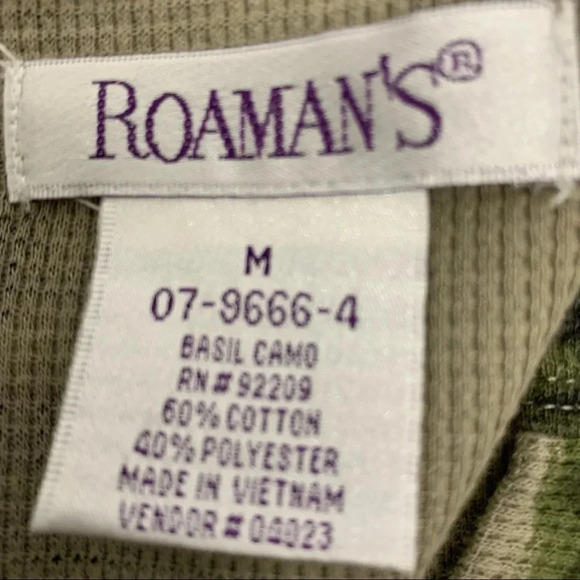 ROAMAN'S®
M
07-9666-4
BASIL CAMO
RN#92209
60% COTTON
40% POLYESTER
MADE IN VIETNAM
VENDOR#04023